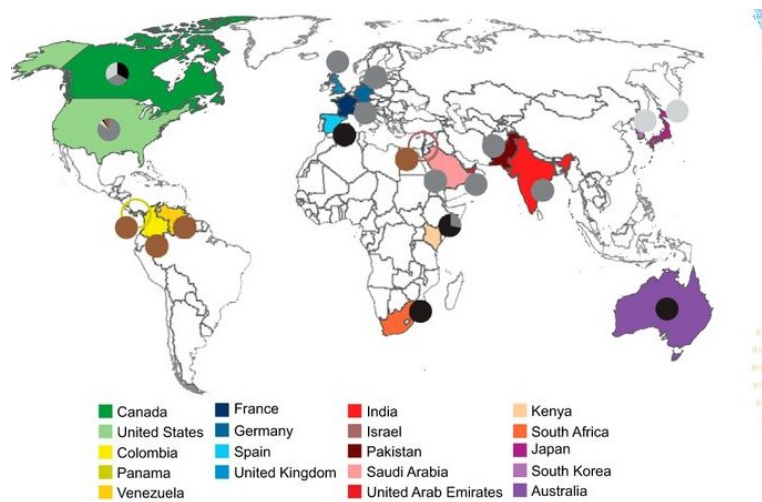 Canada
United States
Colombia
Panama
Venezuela
France
Germany
Spain
United Kingdom
India
Israel
Pakistan
Saudi Arabia
United Arab Emirates
Kenya
South Africa
Japan
South Korea
Australia